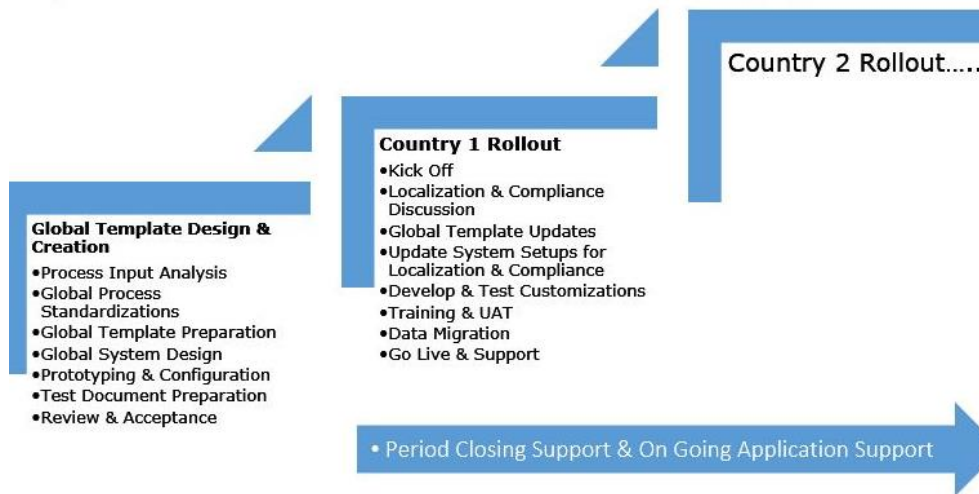 Global Template Design &
Creation
•Process Input Analysis
•Global Process
Standardizations
•Global Template Preparation
•Global System Design
•Prototyping & Configuration
•Test Document Preparation
•Review & Acceptance
Country 1 Rollout
•Kick Off
•Localization & Compliance
Discussion
•Global Template Updates
•Update System Setups for
Localization & Compliance
•Develop & Test Customizations
•Training & UAT
•Data Migration
•Go Live & Support
Country 2 Rollout.....
• Period Closing Support & On Going Application Support